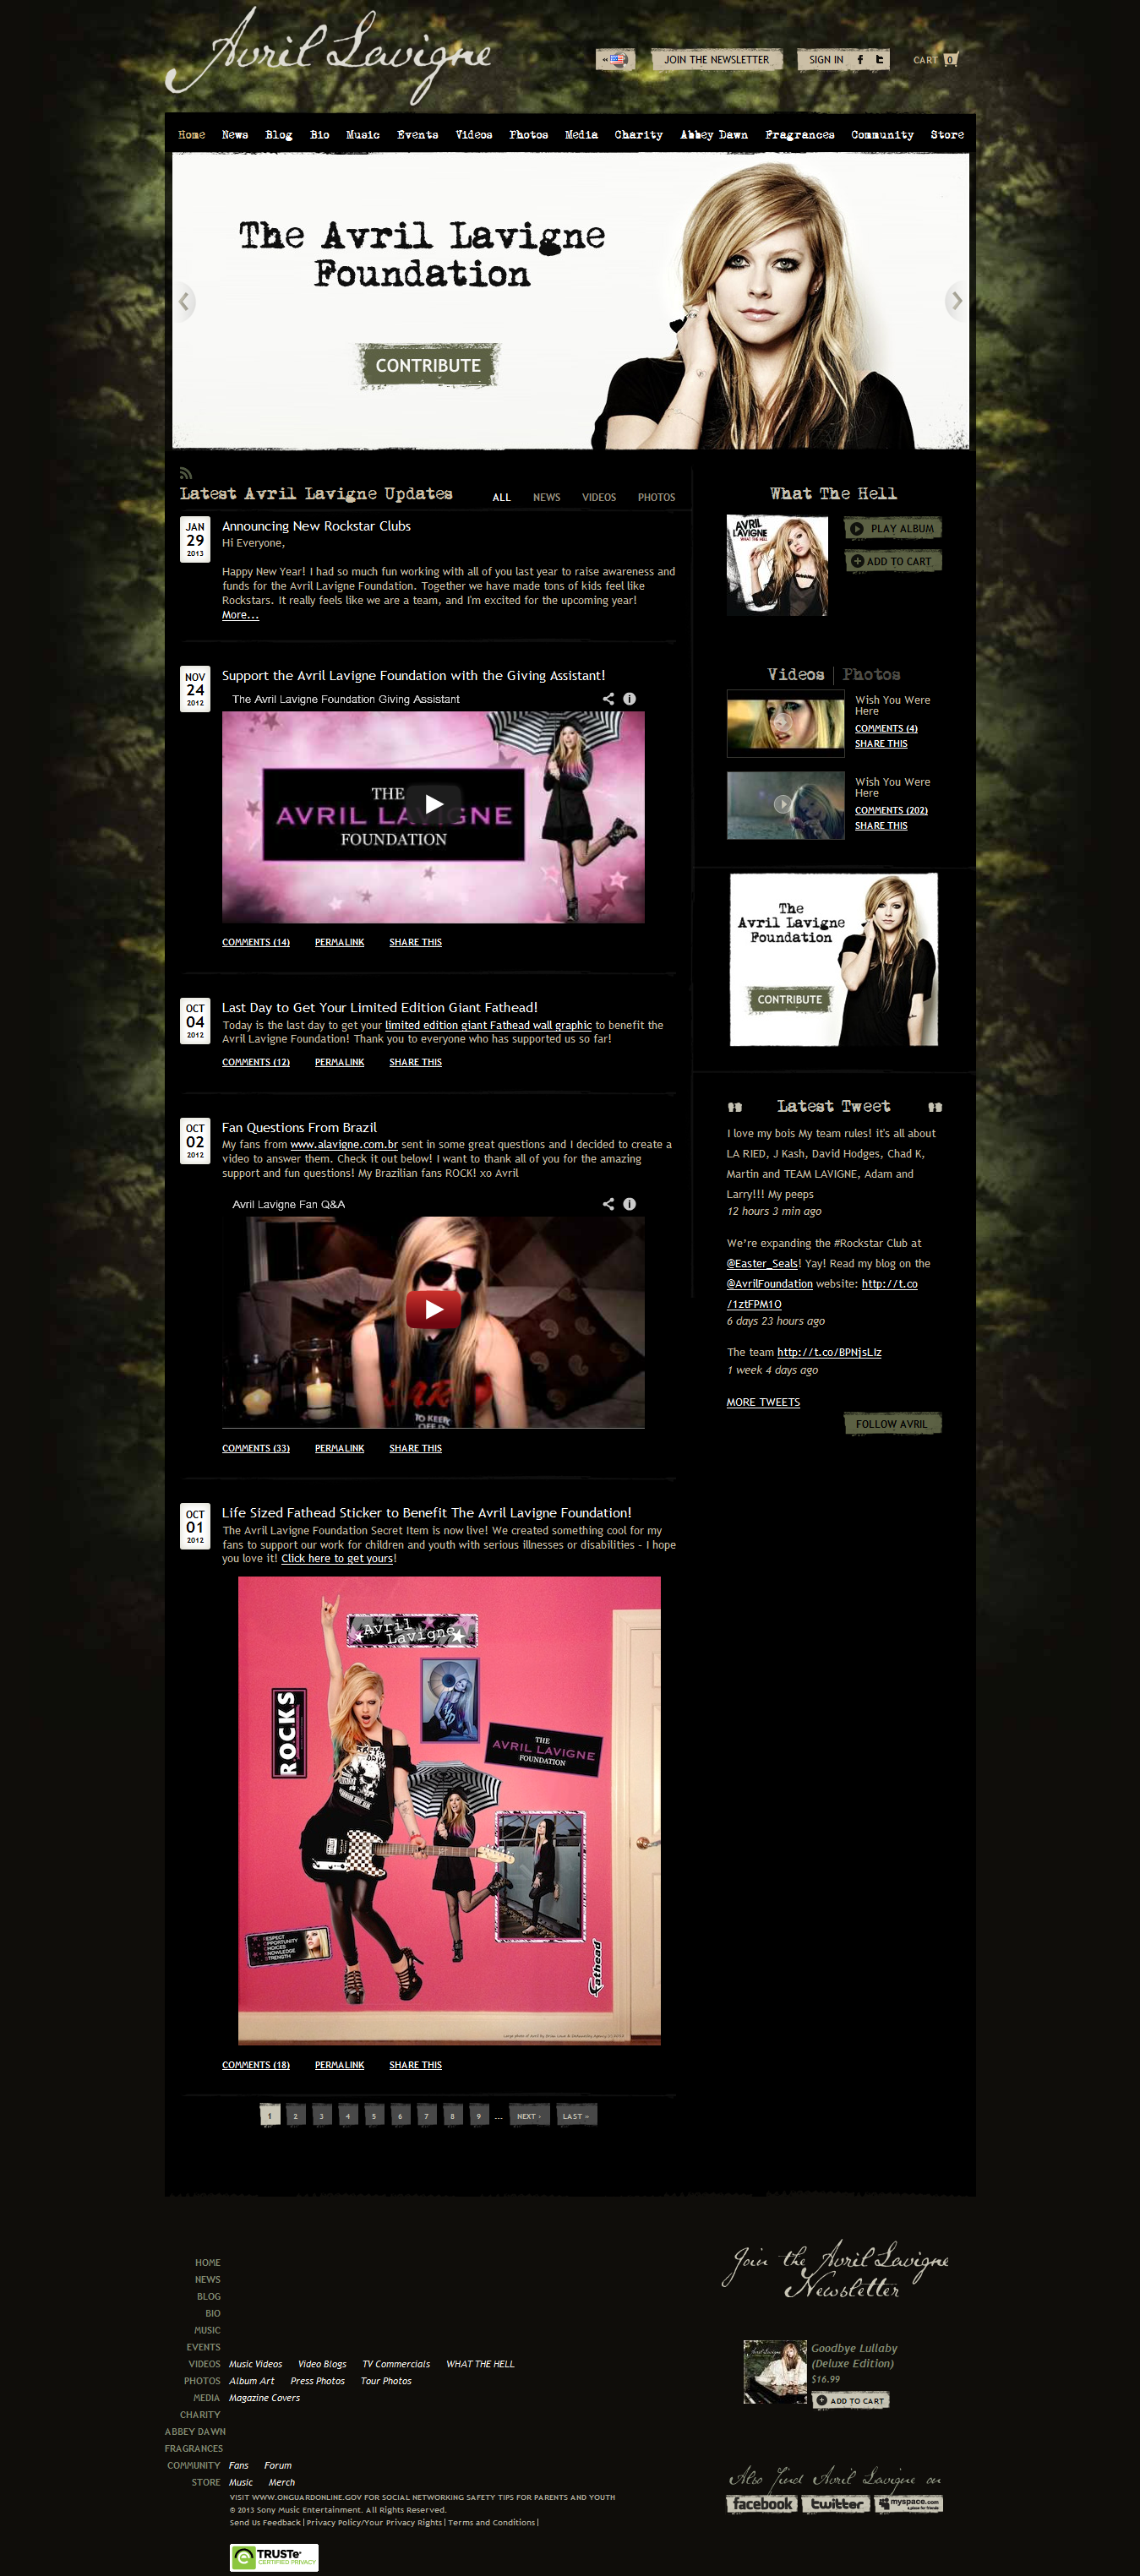 Avril Lavigne
«
JOIN THE NEWSLETTER
SIGN IN
CART 0
Home News Blog Bio Music Events Videos Photos Media Charity Abbey Dawn Fragrances Community Store
The Avril Lavigne
Foundation
CONTRIBUTE
Latest Avril Lavigne Updates
ALL NEWS VIDEOS PHOTOS
JAN
29
2013
Announcing New Rockstar Clubs
Hi Everyone,
Happy New Year! I had so much fun working with all of you last year to raise awareness and
funds for the Avril Lavigne Foundation. Together we have made tons of kids feel like
Rockstars. It really feels like we are a team, and I'm excited for the upcoming year!
More...
NOV
24
2012
Support the Avril Lavigne Foundation with the Giving Assistant!
The Avril Lavigne Foundation Giving Assistant
THE
AVRIL LAVIGNE
FOUNDATION
COMMENTS (14) PERMALINK SHARE THIS
OCT
04
2012
Last Day to Get Your Limited Edition Giant Fathead!
Today is the last day to get your limited edition giant Fathead wall graphic to benefit the
Avril Lavigne Foundation! Thank you to everyone who has supported us so far!
COMMENTS (12) PERMALINK SHARE THIS
OCT
02
2012
Fan Questions From Brazil
My fans from www.alavigne.com.br sent in some great questions and I decided to create a
video to answer them. Check it out below! I want to thank all of you for the amazing
support and fun questions! My Brazilian fans ROCK! xo Avril
Avril Lavigne Fan Q&A
TO KEEP
COMMENTS (33) PERMALINK SHARE THIS
OCT
01
2012
Life Sized Fathead Sticker to Benefit The Avril Lavigne Foundation!
The Avril Lavigne Foundation Secret Item is now live! We created something cool for my
fans to support our work for children and youth with serious illnesses or disabilities - I hope
you love it! Click here to get yours!
Avril
Lavigne
ROCKS
THE
AVRIL LAVIGNE
FOUNDATION
RESPECT
OPPORTUNITY
CHOICES
KNOWLEDGE
STRENGTH
Fathead
COMMENTS (18) PERMALINK SHARE THIS
1 2 3 4 5 6 7 8 9 ... NEXT › LAST »
What The Hell
AVRIL
LAVIGNE
WHAT THE HELL
PLAY ALBUM
ADD TO CART
Videos Photos
Wish You Were
Here
COMMENTS (4)
SHARE THIS
Wish You Were
Here
COMMENTS (202)
SHARE THIS
The
Avril Lavigne
Foundation
CONTRIBUTE
Latest Tweet
I love my bois My team rules! it's all about
LA RIED, J Kash, David Hodges, Chad K,
Martin and TEAM LAVIGNE, Adam and
Larry!!! My peeps
12 hours 3 min ago
We're expanding the #Rockstar Club at
@Easter_Seals! Yay! Read my blog on the
@AvrilFoundation website: http://t.co
/1ztFPM1O
6 days 23 hours ago
The team http://t.co/BPNjsLIz
1 week 4 days ago
MORE TWEETS
FOLLOW AVRIL
HOME
NEWS
BLOG
BIO
MUSIC
EVENTS
VIDEOS Music Videos Video Blogs TV Commercials WHAT THE HELL
PHOTOS Album Art Press Photos Tour Photos
MEDIA Magazine Covers
CHARITY
ABBEY DAWN
FRAGRANCES
COMMUNITY Fans Forum
STORE Music Merch
VISIT WWW.ONGUARDONLINE.GOV FOR SOCIAL NETWORKING SAFETY TIPS FOR PARENTS AND YOUTH
© 2013 Sony Music Entertainment. All Rights Reserved.
Send Us Feedback | Privacy Policy/Your Privacy Rights | Terms and Conditions |
TRUSTe
CERTIFIED PRIVACY
Join the Avril Lavigne
Newsletter
Goodbye Lullaby
(Deluxe Edition)
$16.99
ADD TO CART
Also Find Avril Lavigne on
facebook twitter myspace.com
a place for friends